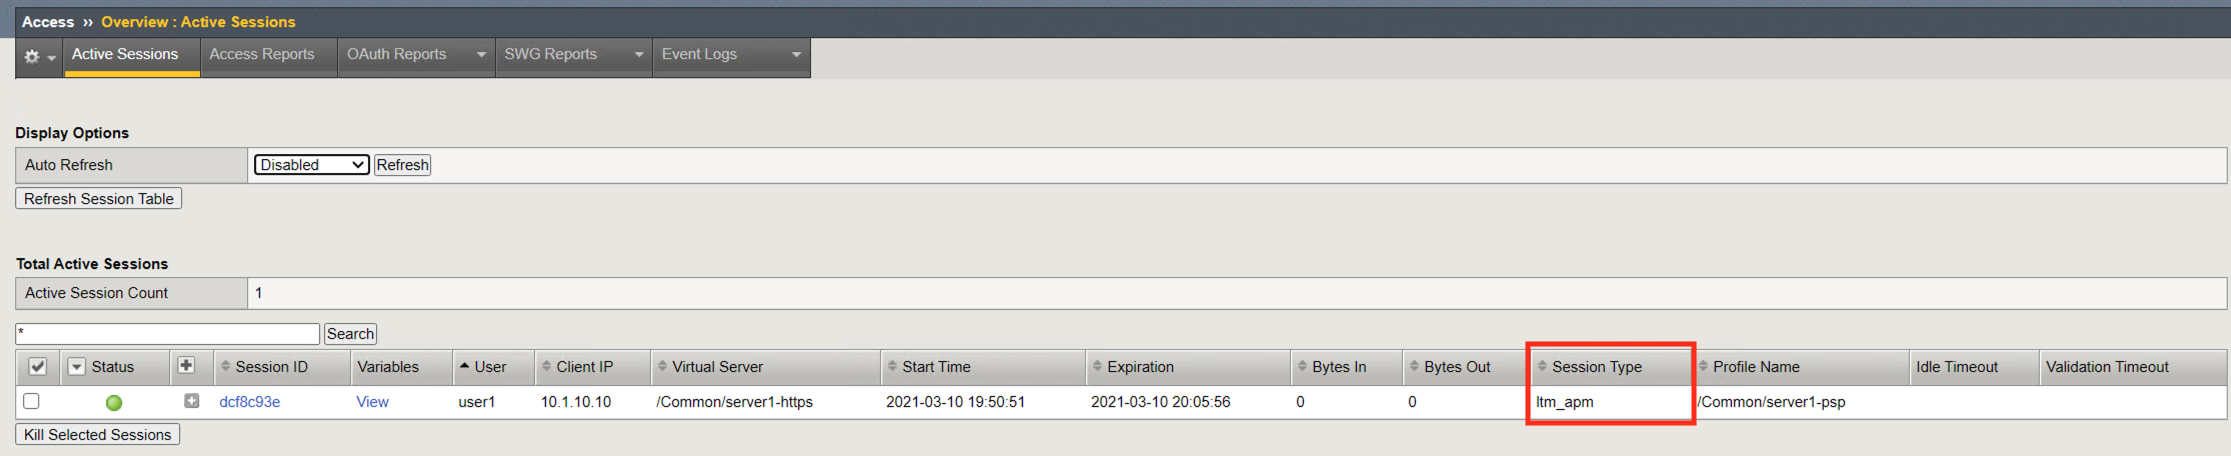 Access ›› Overview : Active Sessions
Active Sessions Access Reports OAuth Reports SWG Reports Event Logs
Display Options
Auto Refresh Disabled Refresh
Refresh Session Table
Total Active Sessions
Active Session Count 1
* Search
Status Session ID Variables User Client IP Virtual Server Start Time Expiration Bytes In Bytes Out Session Type Profile Name Idle Timeout Validation Timeout
dcf8c93e View user1 10.1.10.10 /Common/server1-https 2021-03-10 19:50:51 2021-03-10 20:05:56 0 0 ltm_apm /Common/server1-psp
Kill Selected Sessions